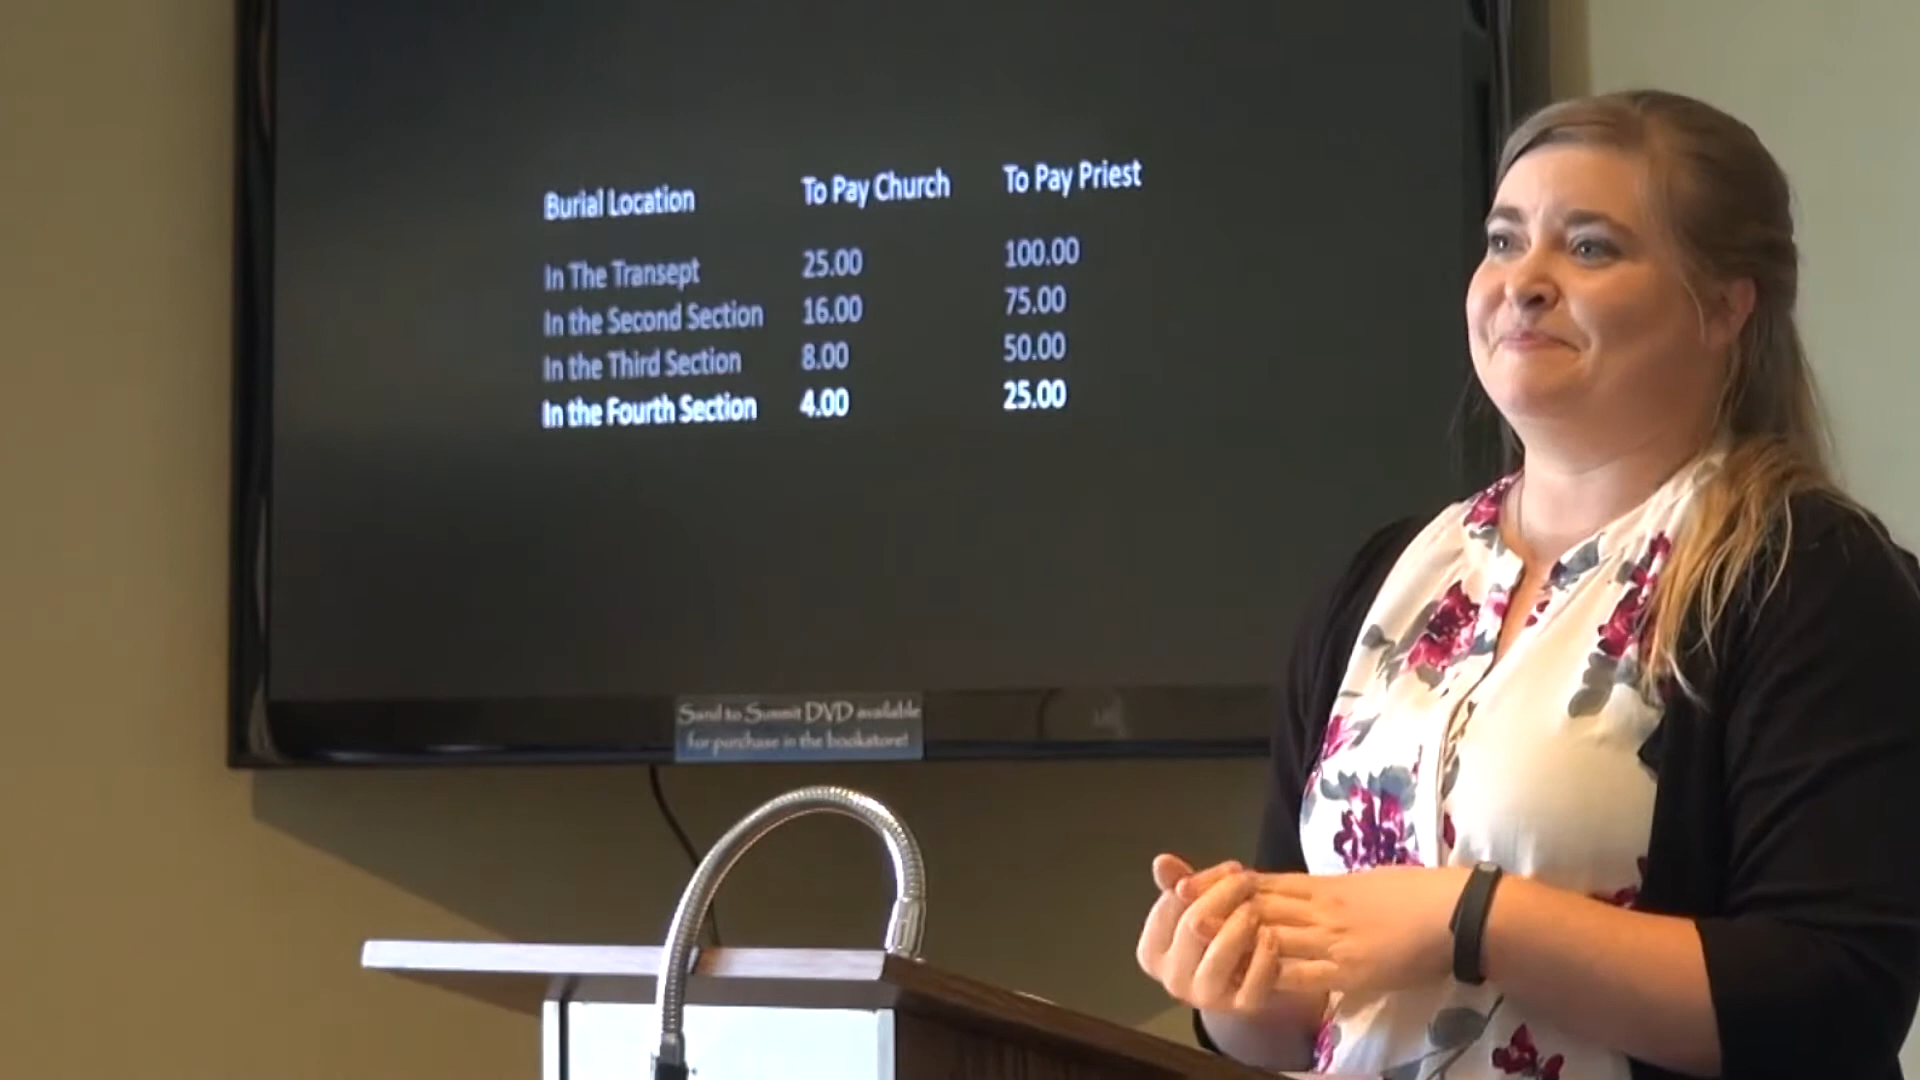 Burial Location To Pay Church To Pay Priest
In The Transept 25.00 100.00
In the Second Section 16.00 75.00
In the Third Section 8.00 50.00
In the Fourth Section 4.00 25.00
Sand to Summit DVD available
for purchase in the bookstore!